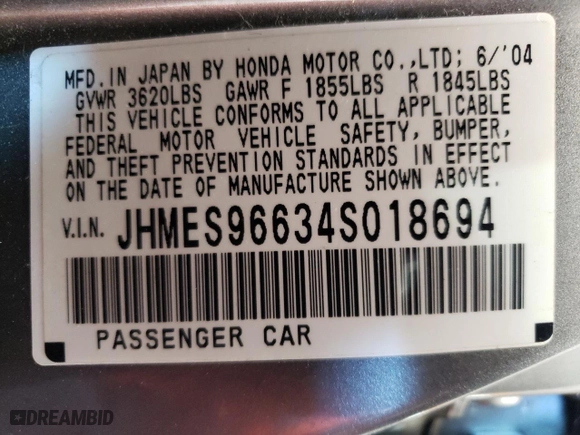 MFD.IN JAPAN BY HONDA MOTOR CO.,LTD; 6/'04
GVWR 3620LBS GAWR F 1855LBS R 1845LBS
THIS VEHICLE CONFORMS TO ALL APPLICABLE
FEDERAL MOTOR VEHICLE SAFETY, BUMPER,
AND THEFT PREVENTION STANDARDS IN EFFECT
ON THE DATE OF MANUFACTURE SHOWN ABOVE.
V.I.N. JHMES96634S018694
PASSENGER CAR
DREAMBID